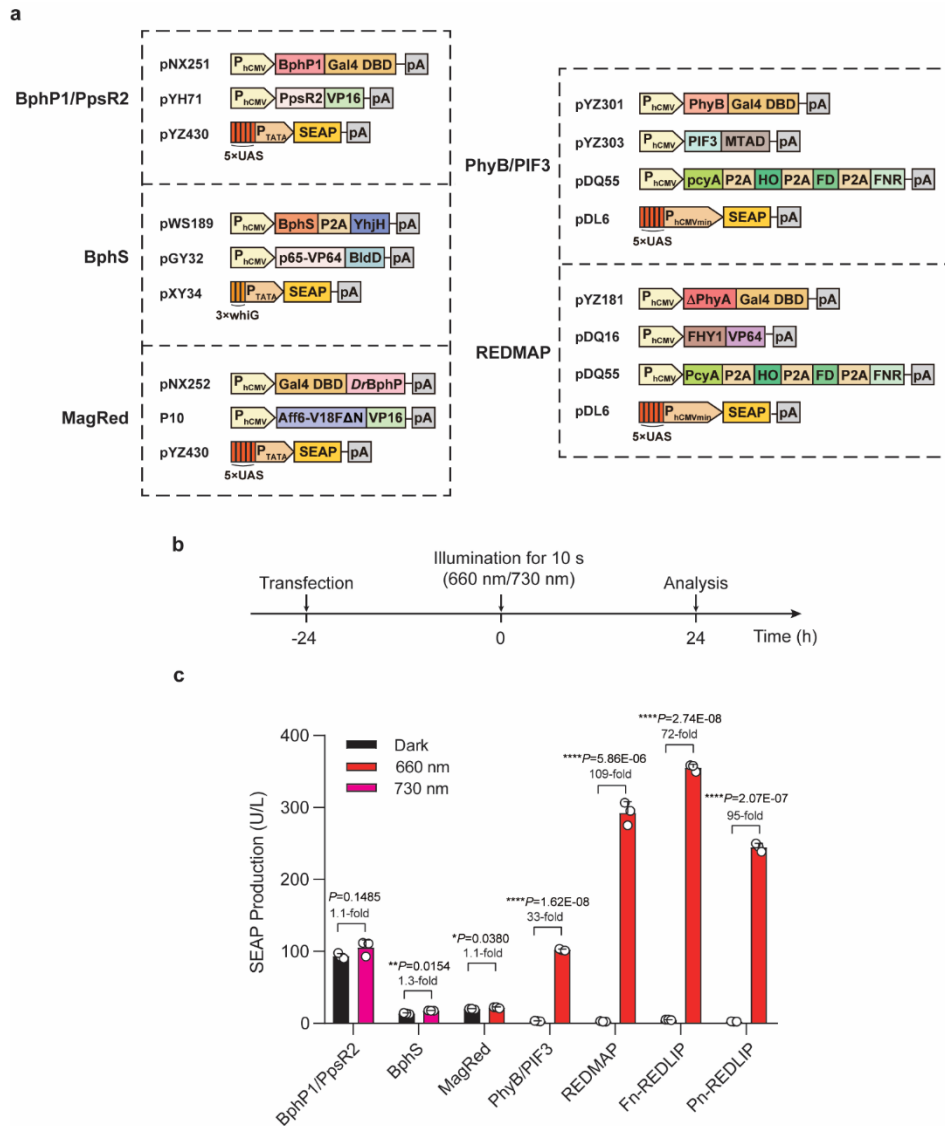 a
BphP1/PpsR2
pNX251 PhCMV BphP1 Gal4 DBD pA
pYH71 PhCMV PpsR2 VP16 pA
pYZ430 PTATA SEAP pA
5×UAS
BphS
pWS189 PhCMV BphS P2A YhjH pA
pGY32 PhCMV p65-VP64 BldD pA
pXY34 PTATA SEAP pA
3×whiG
MagRed
pNX252 PhCMV Gal4 DBD DrBphP pA
P10 PhCMV Aff6-V18FΔN VP16 pA
pYZ430 PTATA SEAP pA
5×UAS
PhyB/PIF3
pYZ301 PhCMV PhyB Gal4 DBD pA
pYZ303 PhCMV PIF3 MTAD pA
pDQ55 PhCMV pcyA P2A HO P2A FD P2A FNR pA
pDL6 PhCMVmin SEAP pA
5×UAS
REDMAP
pYZ181 PhCMV ΔPhyA Gal4 DBD pA
pDQ16 PhCMV FHY1 VP64 pA
pDQ55 PhCMV PcyA P2A HO P2A FD P2A FNR pA
pDL6 PhCMVmin SEAP pA
5×UAS
b
Illumination for 10 s
(660 nm/730 nm)
Transfection
Analysis
-24 0 24 Time (h)
c
SEAP Production (U/L)
400
300
200
100
0
Dark
660 nm
730 nm
P=0.1485
1.1-fold
**P=0.0154
1.3-fold
*P=0.0380
1.1-fold
****P=1.62E-08
33-fold
****P=5.86E-06
109-fold
****P=2.74E-08
72-fold
****P=2.07E-07
95-fold
BphP1/PpsR2
BphS
MagRed
PhyB/PIF3
REDMAP
Fn-REDLIP
Pn-REDLIP